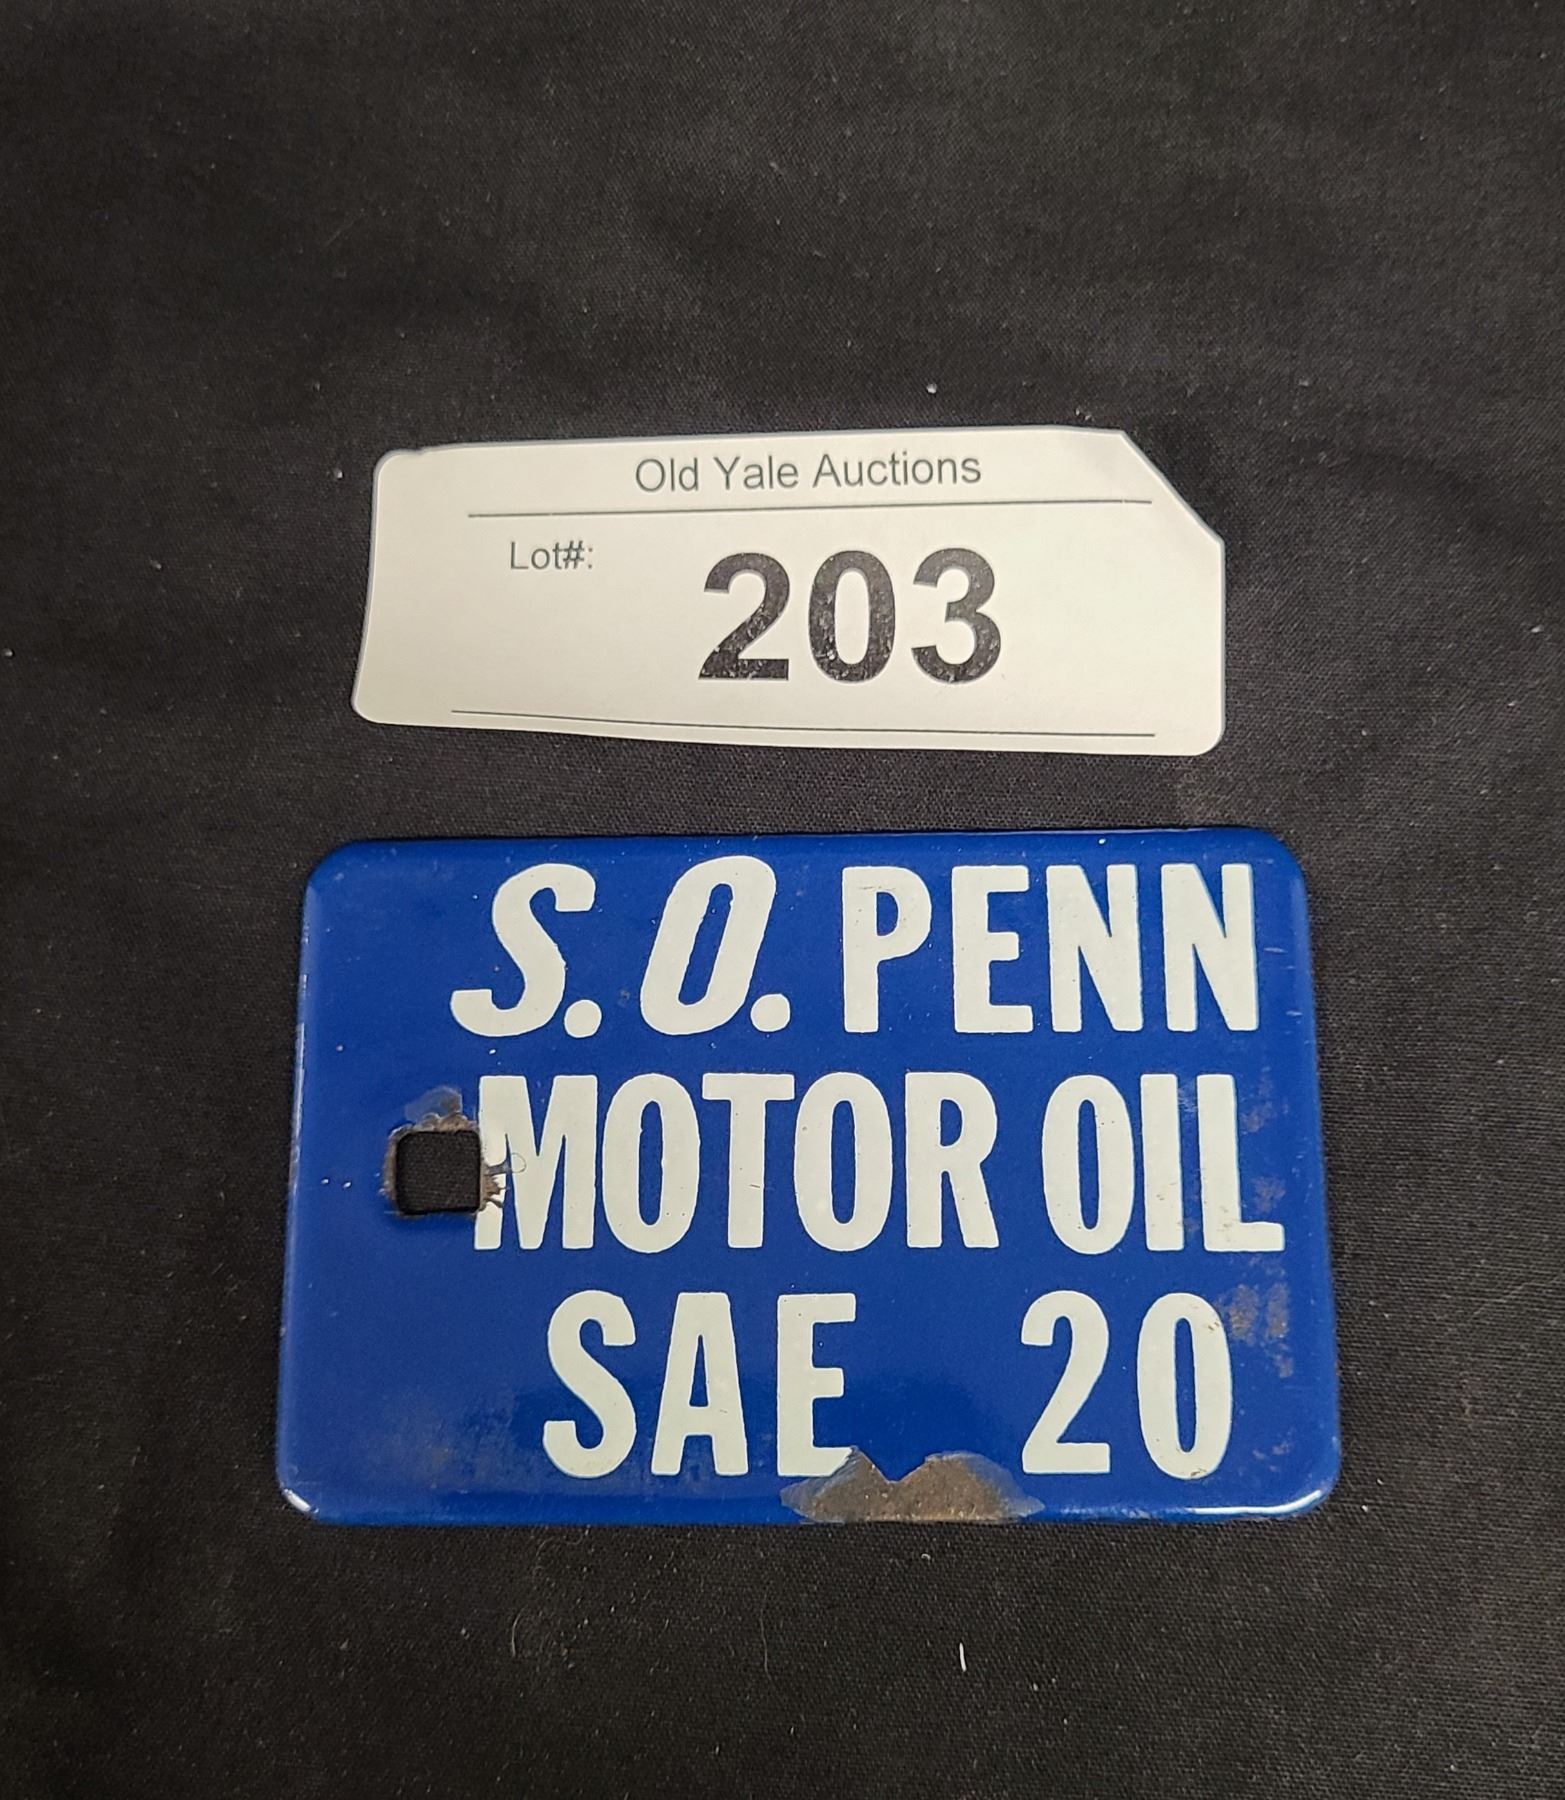 Old Yale Auctions
Lot#: 203
S.O. PENN
MOTOR OIL
SAE 20